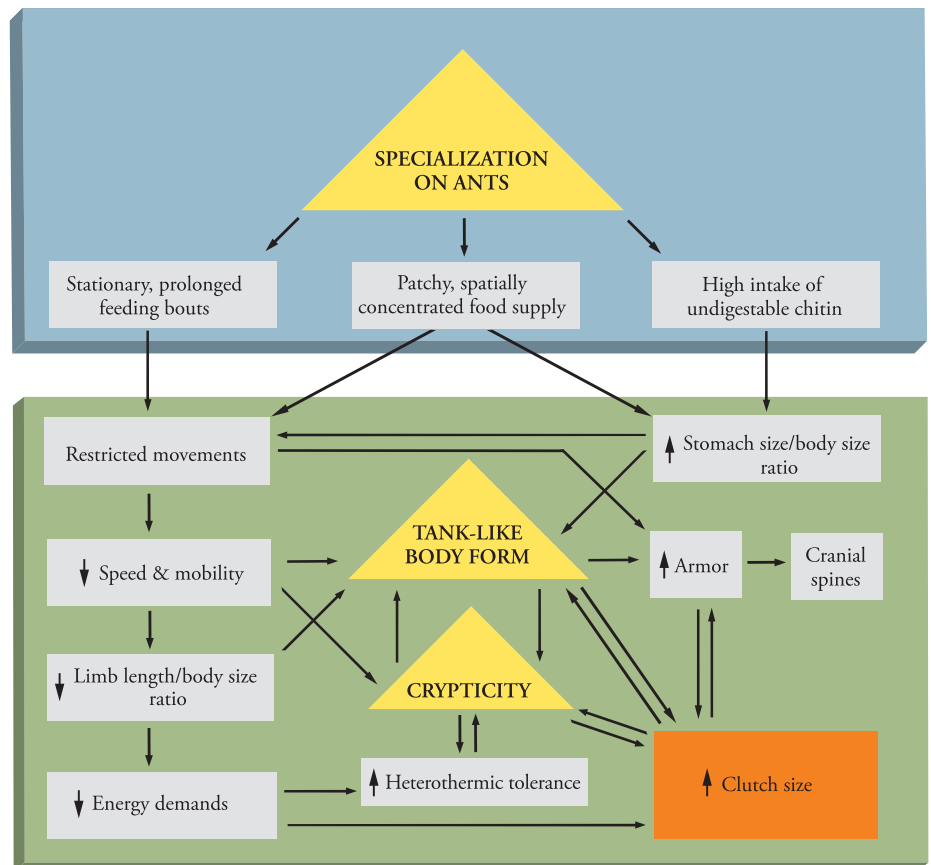 SPECIALIZATION
ON ANTS
Stationary, prolonged
feeding bouts
Patchy, spatially
concentrated food supply
High intake of
undigestable chitin
Restricted movements
Stomach size/body size
ratio
TANK-LIKE
BODY FORM
Speed & mobility
Armor
Cranial
spines
Limb length/body size
ratio
CRYPTICITY
Heterothermic tolerance
Clutch size
Energy demands